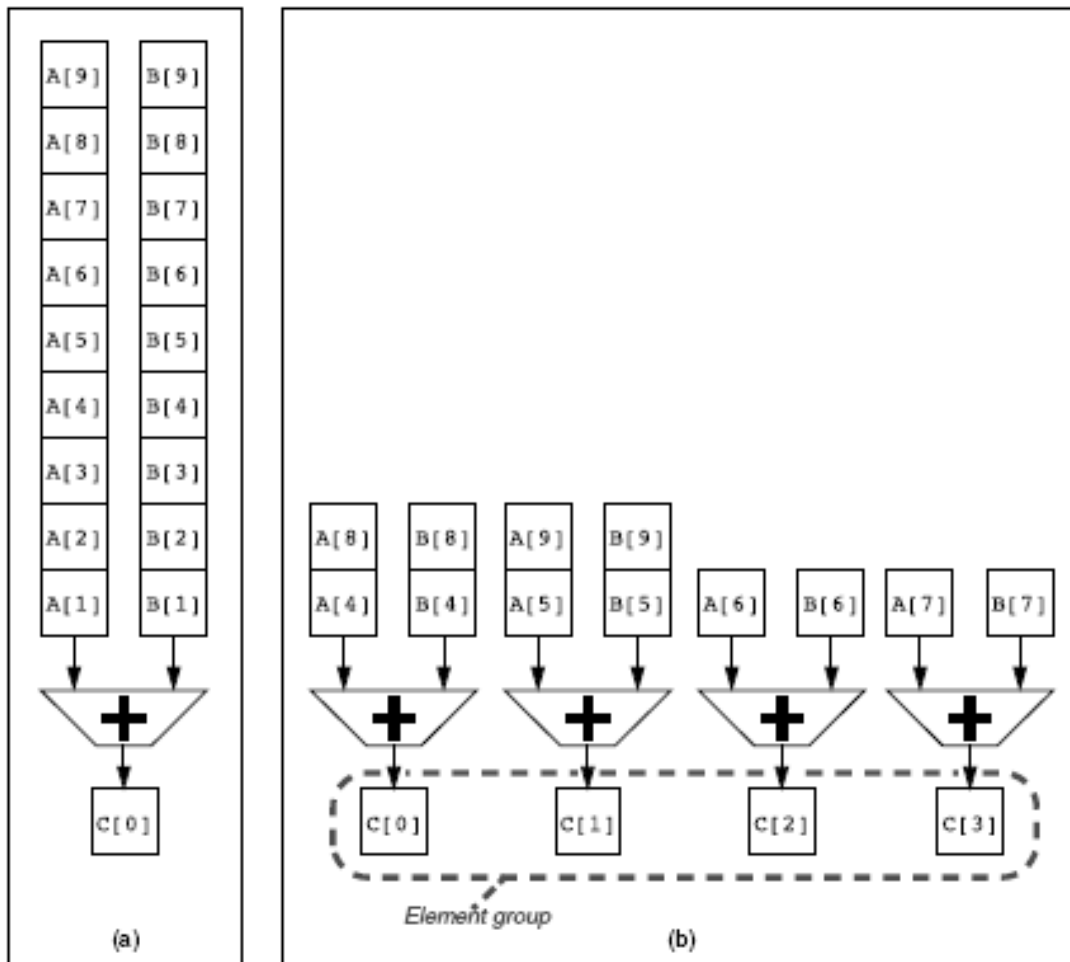 A[9] B[9]
A[8] B[8]
A[7] B[7]
A[6] B[6]
A[5] B[5]
A[4] B[4]
A[3] B[3]
A[2] B[2]
A[1] B[1]
+
C[0]
(a)
A[8] B[8] A[9] B[9]
A[4] B[4] A[5] B[5] A[6] B[6] A[7] B[7]
+ + + +
C[0] C[1] C[2] C[3]
Element group
(b)